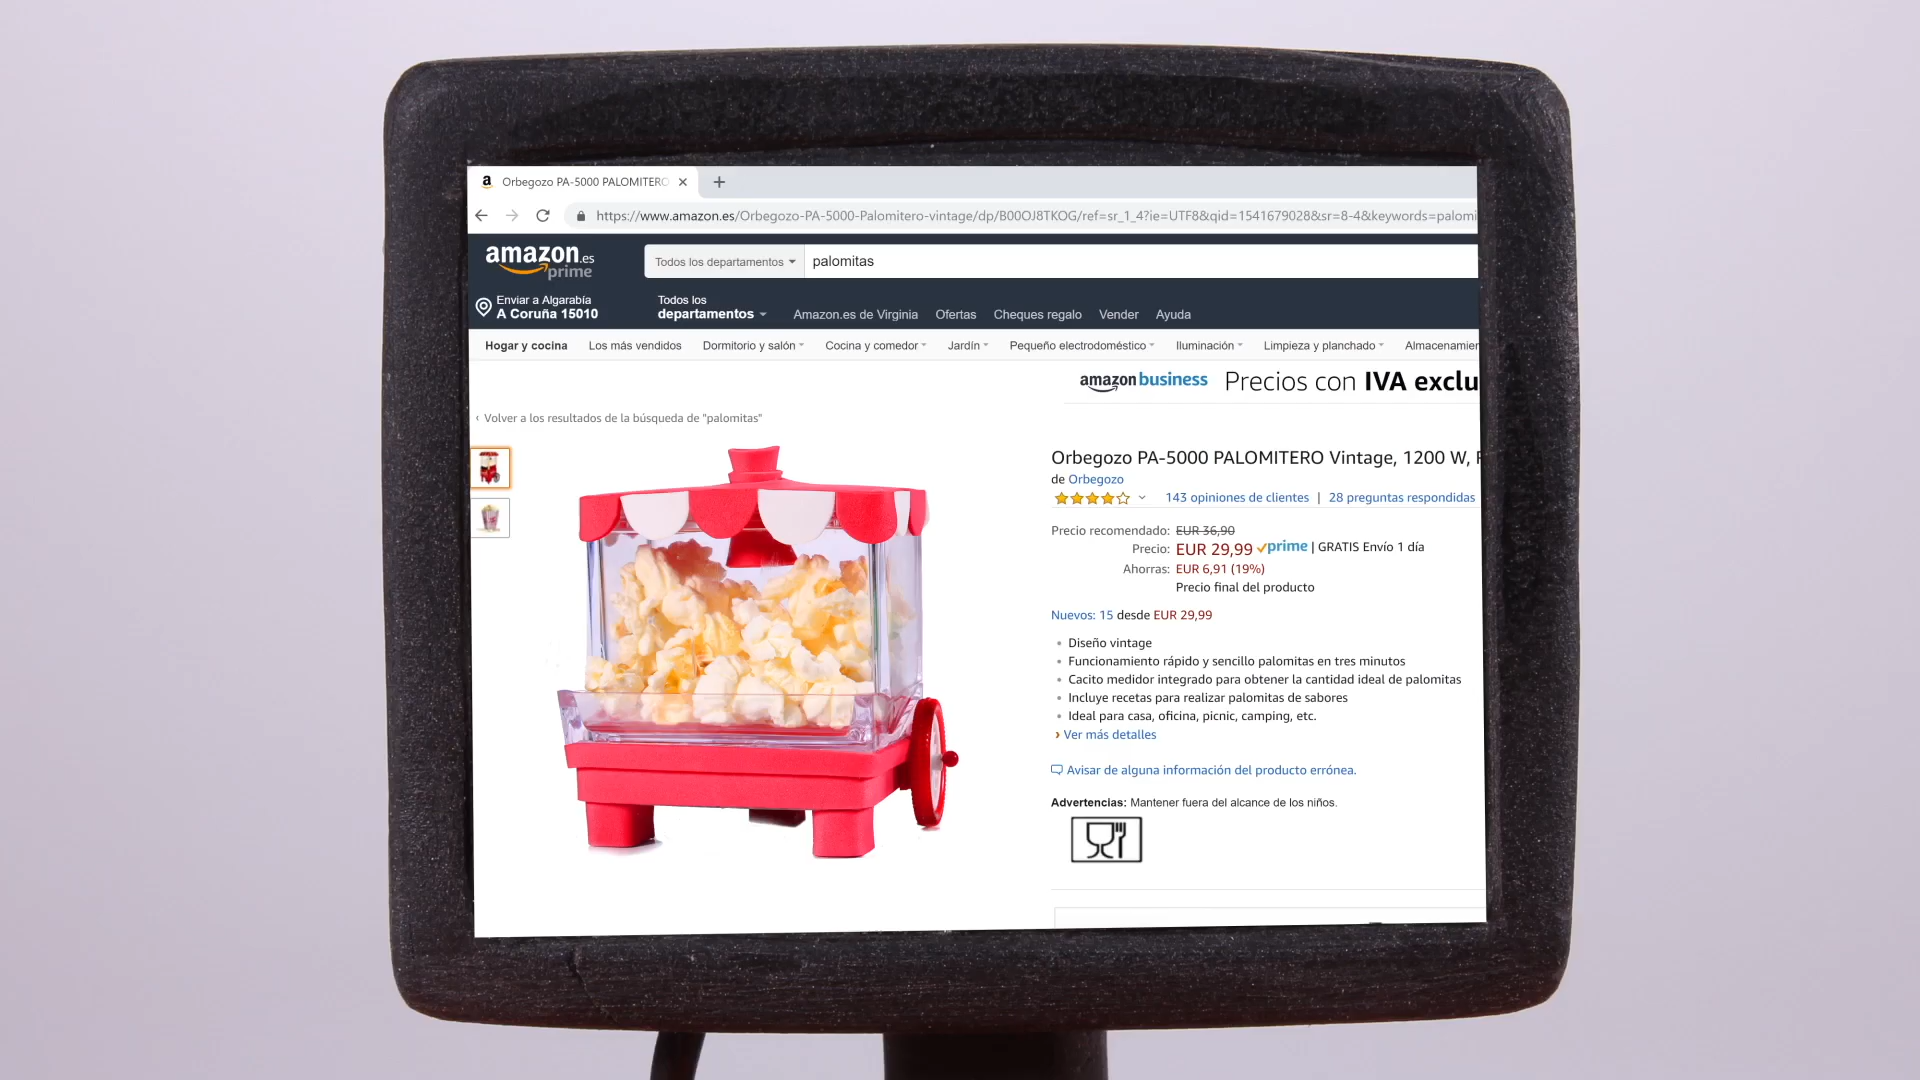 a Orbegozo PA-5000 PALOMITERO
https://www.amazon.es/Orbegozo-PA-5000-Palomitero-vintage/dp/B00OJ8TKOG/ref=sr_1_4?ie=UTF8&qid=1541679028&sr=8-4&keywords=palomi
amazon.es
prime
Todos los departamentos palomitas
Enviar a Algarabía
A Coruña 15010
Todos los
departamentos
Amazon.es de Virginia Ofertas Cheques regalo Vender Ayuda
Hogar y cocina Los más vendidos Dormitorio y salón Cocina y comedor Jardín Pequeño electrodoméstico Iluminación Limpieza y planchado Almacenamien
amazon business Precios con IVA exclu
‹ Volver a los resultados de la búsqueda de "palomitas"
Orbegozo PA-5000 PALOMITERO Vintage, 1200 W,
de Orbegozo
143 opiniones de clientes | 28 preguntas respondidas
Precio recomendado: EUR 36,90
Precio: EUR 29,99 prime | GRATIS Envío 1 día
Ahorras: EUR 6,91 (19%)
Precio final del producto
Nuevos: 15 desde EUR 29,99
Diseño vintage
Funcionamiento rápido y sencillo palomitas en tres minutos
Cacito medidor integrado para obtener la cantidad ideal de palomitas
Incluye recetas para realizar palomitas de sabores
Ideal para casa, oficina, picnic, camping, etc.
› Ver más detalles
Avisar de alguna información del producto errónea.
Advertencias: Mantener fuera del alcance de los niños.